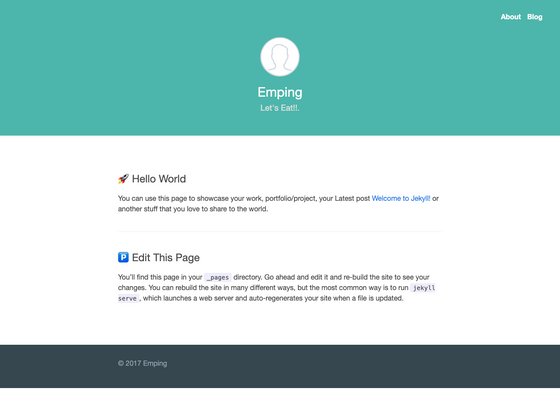 About Blog
Emping
Let's Eat!!.
🚀 Hello World
You can use this page to showcase your work, portfolio/project, your Latest post Welcome to Jekyll! or
another stuff that you love to share to the world.
🅿️ Edit This Page
You'll find this page in your _pages directory. Go ahead and edit it and re-build the site to see your
changes. You can rebuild the site in many different ways, but the most common way is to run jekyll
serve , which launches a web server and auto-regenerates your site when a file is updated.
© 2017 Emping